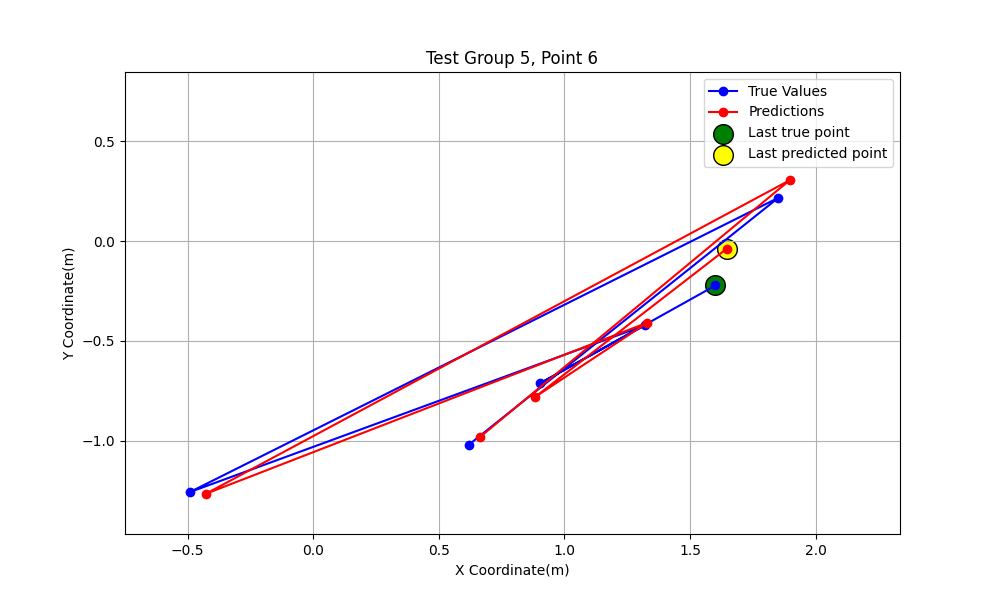 Test Group 5, Point 6
True Values
Predictions
Last true point
Last predicted point
0.5
0.0
−0.5
−1.0
Y Coordinate(m)
−0.5 0.0 0.5 1.0 1.5 2.0
X Coordinate(m)